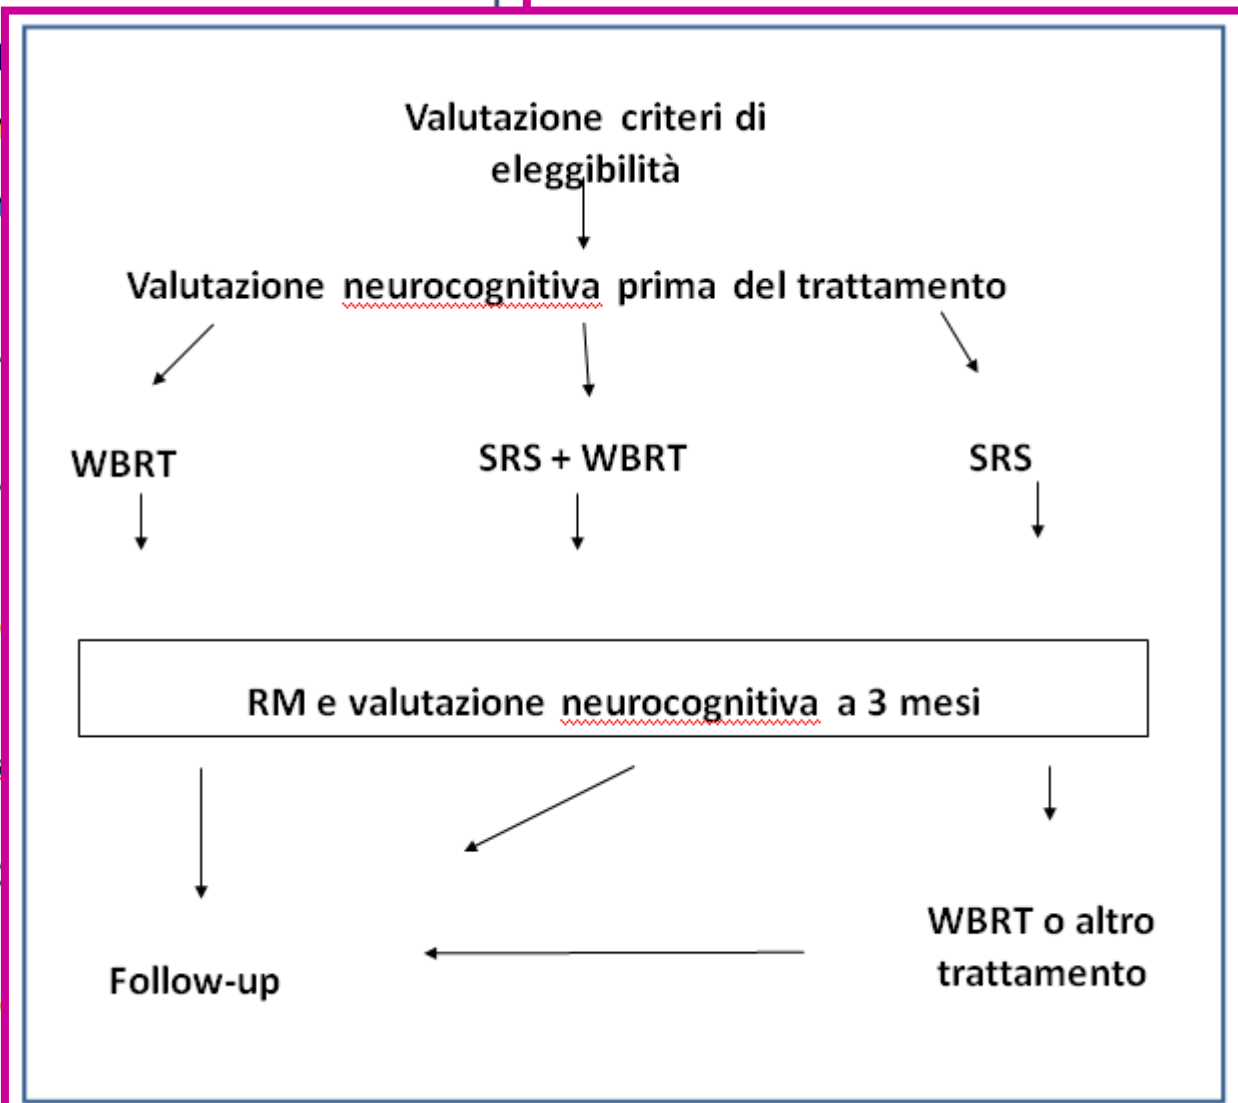 Valutazione criteri di
eleggibilità
Valutazione neurocognitiva prima del trattamento
WBRT
SRS + WBRT
SRS
RM e valutazione neurocognitiva a 3 mesi
WBRT o altro
trattamento
Follow-up